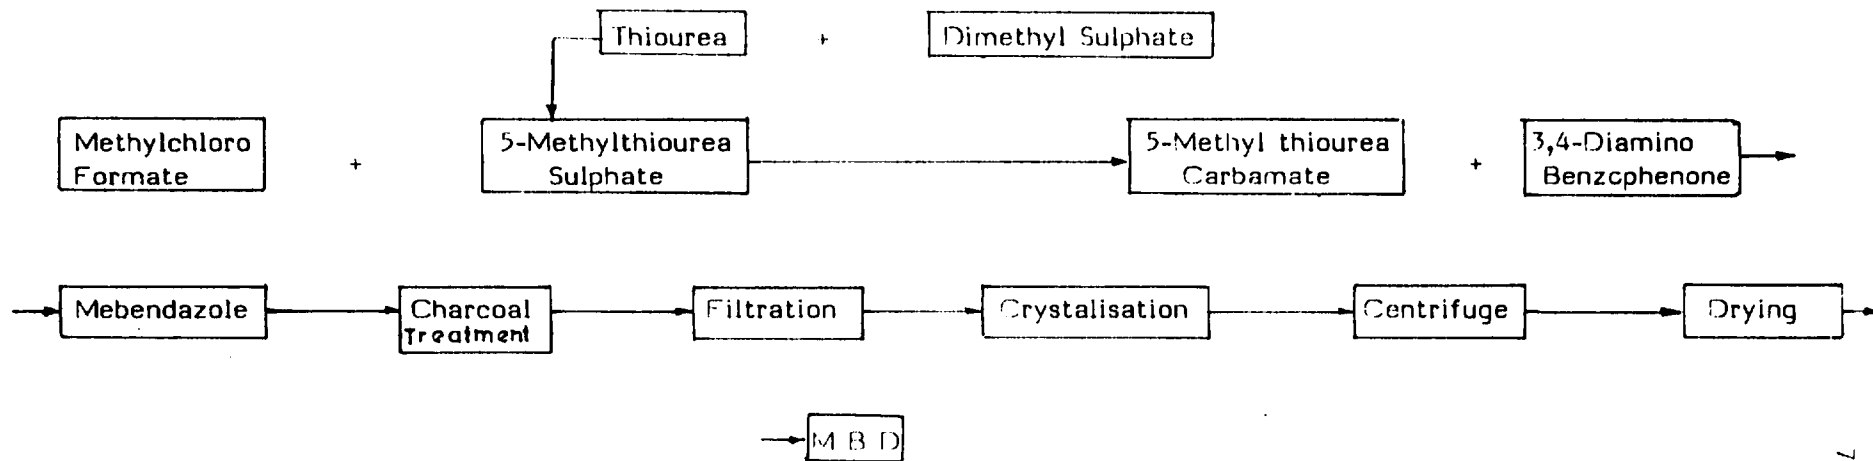 Thiourea + Dimethyl Sulphate
Methylchloro
Formate
+
5-Methylthiourea
Sulphate
5-Methyl thiourea
Carbamate
+
3,4-Diamino
Benzcphenone
Mebendazole
Charcoal
Treatment
Filtration
Crystalisation
Centrifuge
Drying
M B D
7